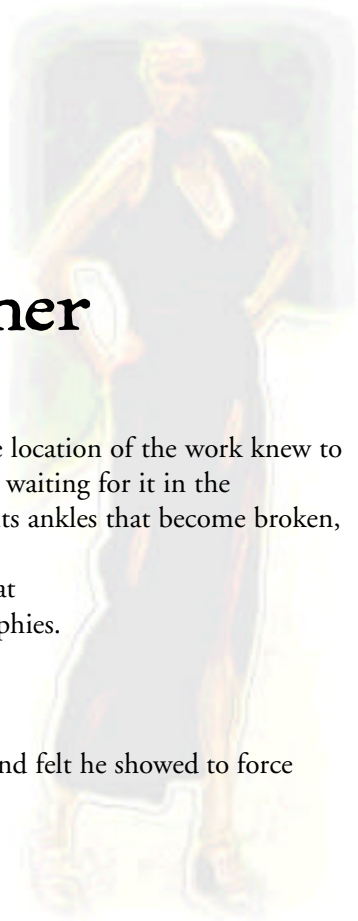 ner
e location of the work knew to
waiting for it in the
ts ankles that become broken,
at
phies.
nd felt he showed to force